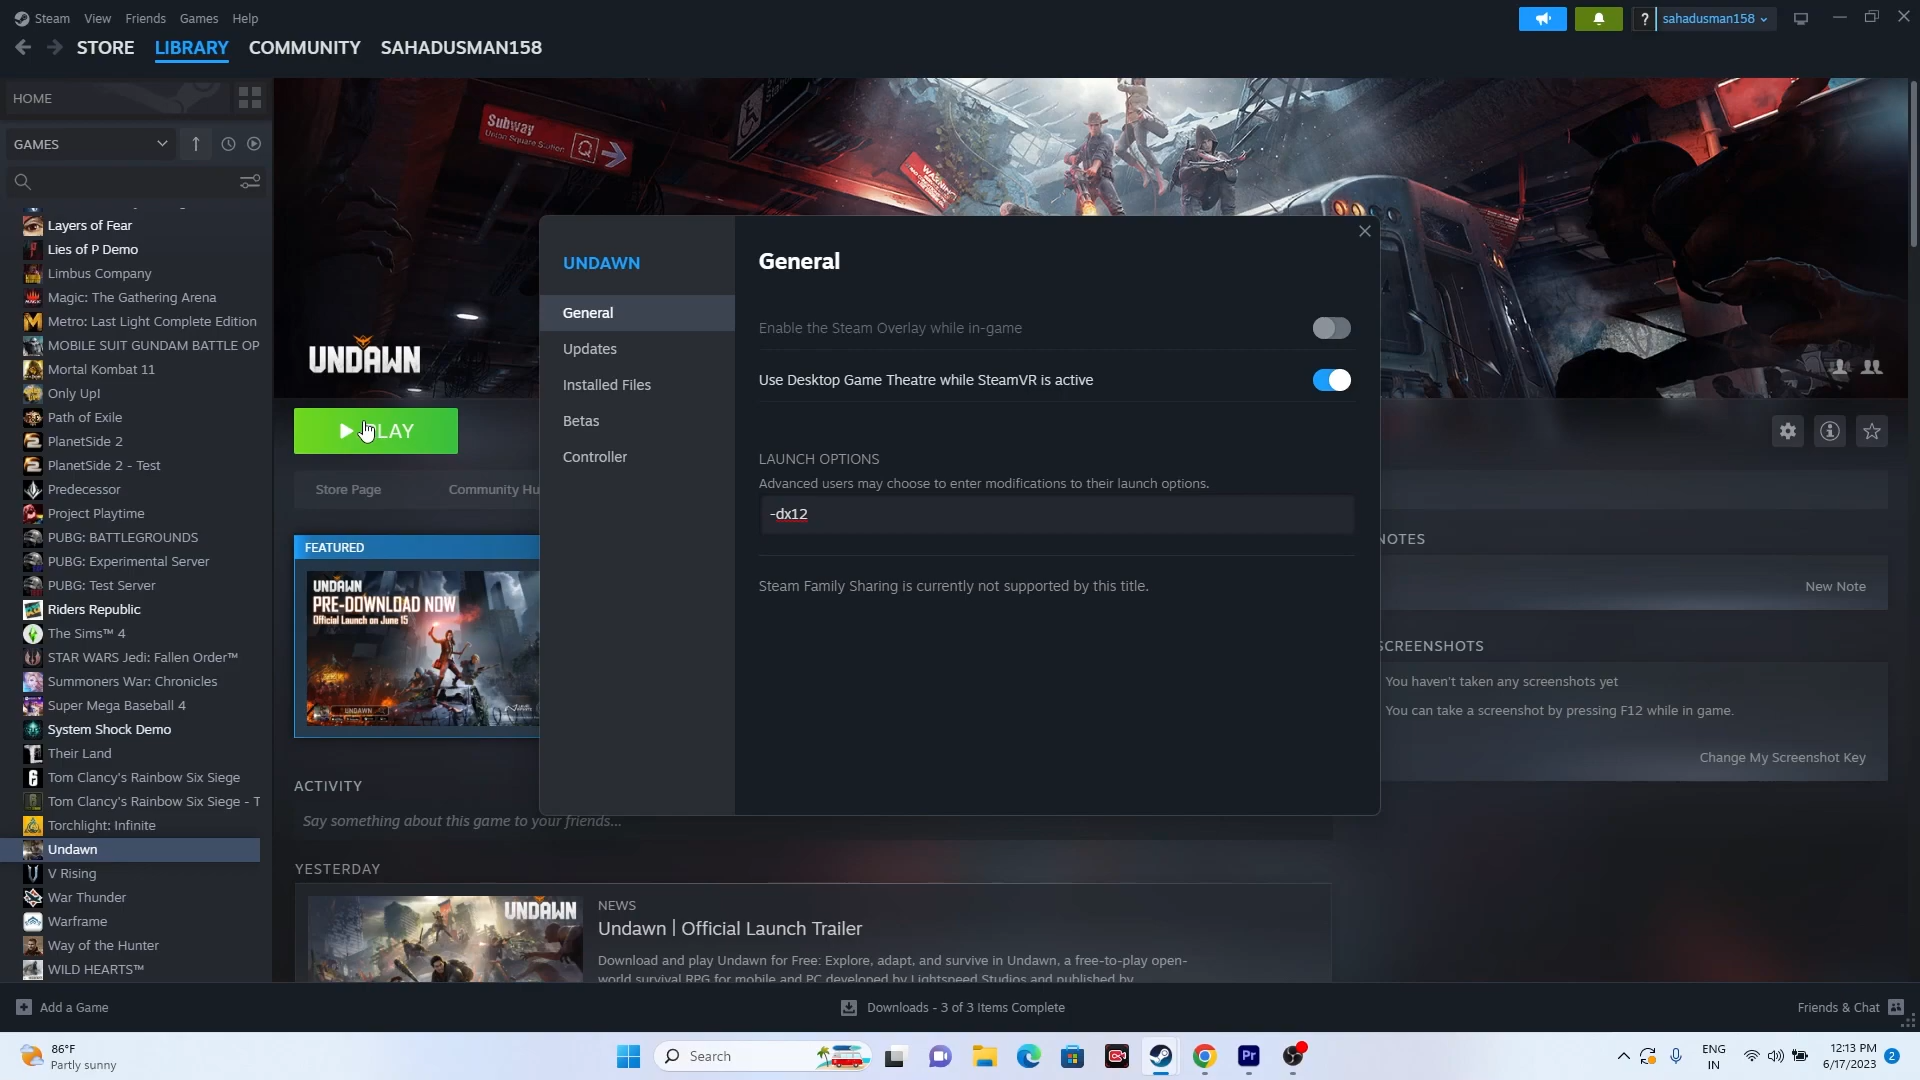 Steam View Friends Games Help
? sahadusman158
STORE LIBRARY COMMUNITY SAHADUSMAN158
HOME
GAMES
Layers of Fear
Lies of P Demo
Limbus Company
Magic: The Gathering Arena
Metro: Last Light Complete Edition
MOBILE SUIT GUNDAM BATTLE OP
Mortal Kombat 11
Only Up!
Path of Exile
PlanetSide 2
PlanetSide 2 - Test
Predecessor
Project Playtime
PUBG: BATTLEGROUNDS
PUBG: Experimental Server
PUBG: Test Server
Riders Republic
The Sims™ 4
STAR WARS Jedi: Fallen Order™
Summoners War: Chronicles
Super Mega Baseball 4
System Shock Demo
Their Land
Tom Clancy's Rainbow Six Siege
Tom Clancy's Rainbow Six Siege - T
Torchlight: Infinite
Undawn
V Rising
War Thunder
Warframe
Way of the Hunter
WILD HEARTS™
Subway
Union Square Station Q
WARNING
UNDAWN
PLAY
Store Page
Community Hu
FEATURED
UNDAWN
PRE-DOWNLOAD NOW
Official Launch on June 15
UNDAWN
ACTIVITY
Say something about this game to your friends...
YESTERDAY
UNDAWN
NEWS
Undawn | Official Launch Trailer
Download and play Undawn for Free: Explore, adapt, and survive in Undawn, a free-to-play open-
world survival RPG for mobile and PC developed by Lightspeed Studios and published by
UNDAWN
General
Updates
Installed Files
Betas
Controller
General
Enable the Steam Overlay while in-game
Use Desktop Game Theatre while SteamVR is active
LAUNCH OPTIONS
Advanced users may choose to enter modifications to their launch options.
-dx12
Steam Family Sharing is currently not supported by this title.
NOTES
New Note
SCREENSHOTS
You haven't taken any screenshots yet
You can take a screenshot by pressing F12 while in game.
Change My Screenshot Key
Add a Game
Downloads - 3 of 3 Items Complete
Friends & Chat
86°F
Partly sunny
Search
Pr
ENG
IN
12:13 PM
6/17/2023
2